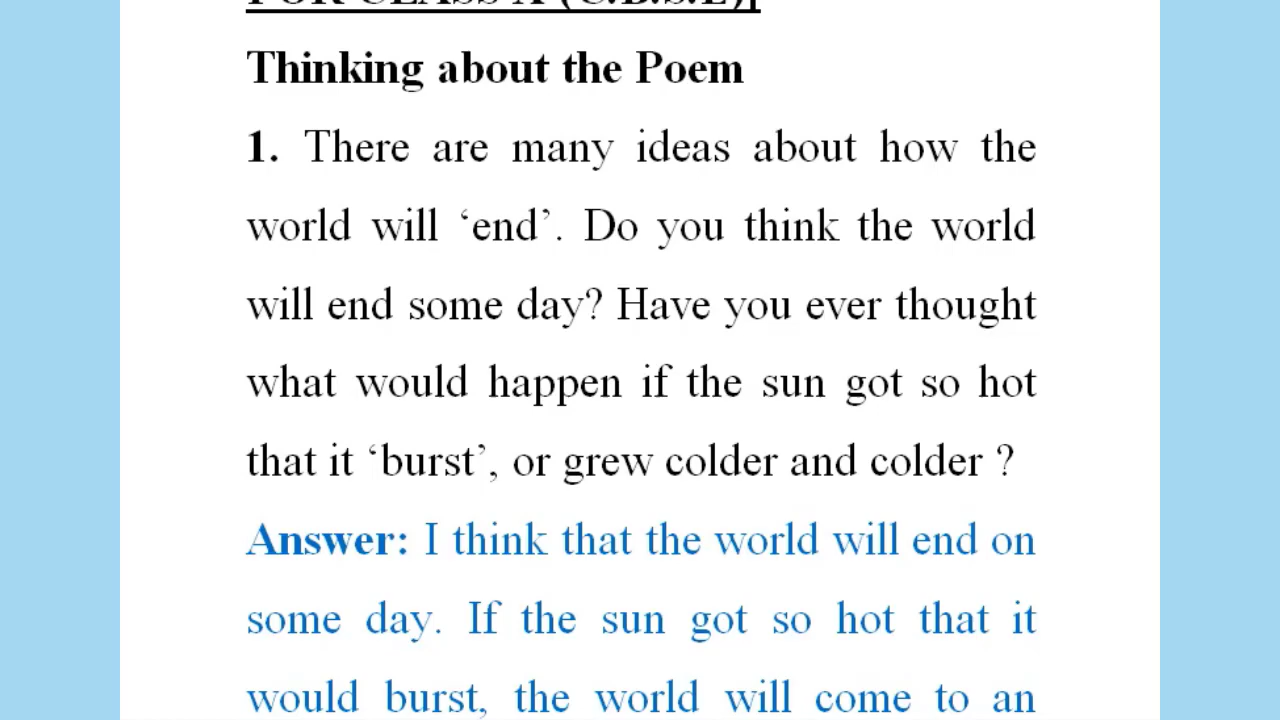 FOR CLASS X (C.B.S.E)]
Thinking about the Poem
1. There are many ideas about how the
world will ‘end’. Do you think the world
will end some day? Have you ever thought
what would happen if the sun got so hot
that it ‘burst’, or grew colder and colder ?
Answer: I think that the world will end on
some day. If the sun got so hot that it
would burst, the world will come to an